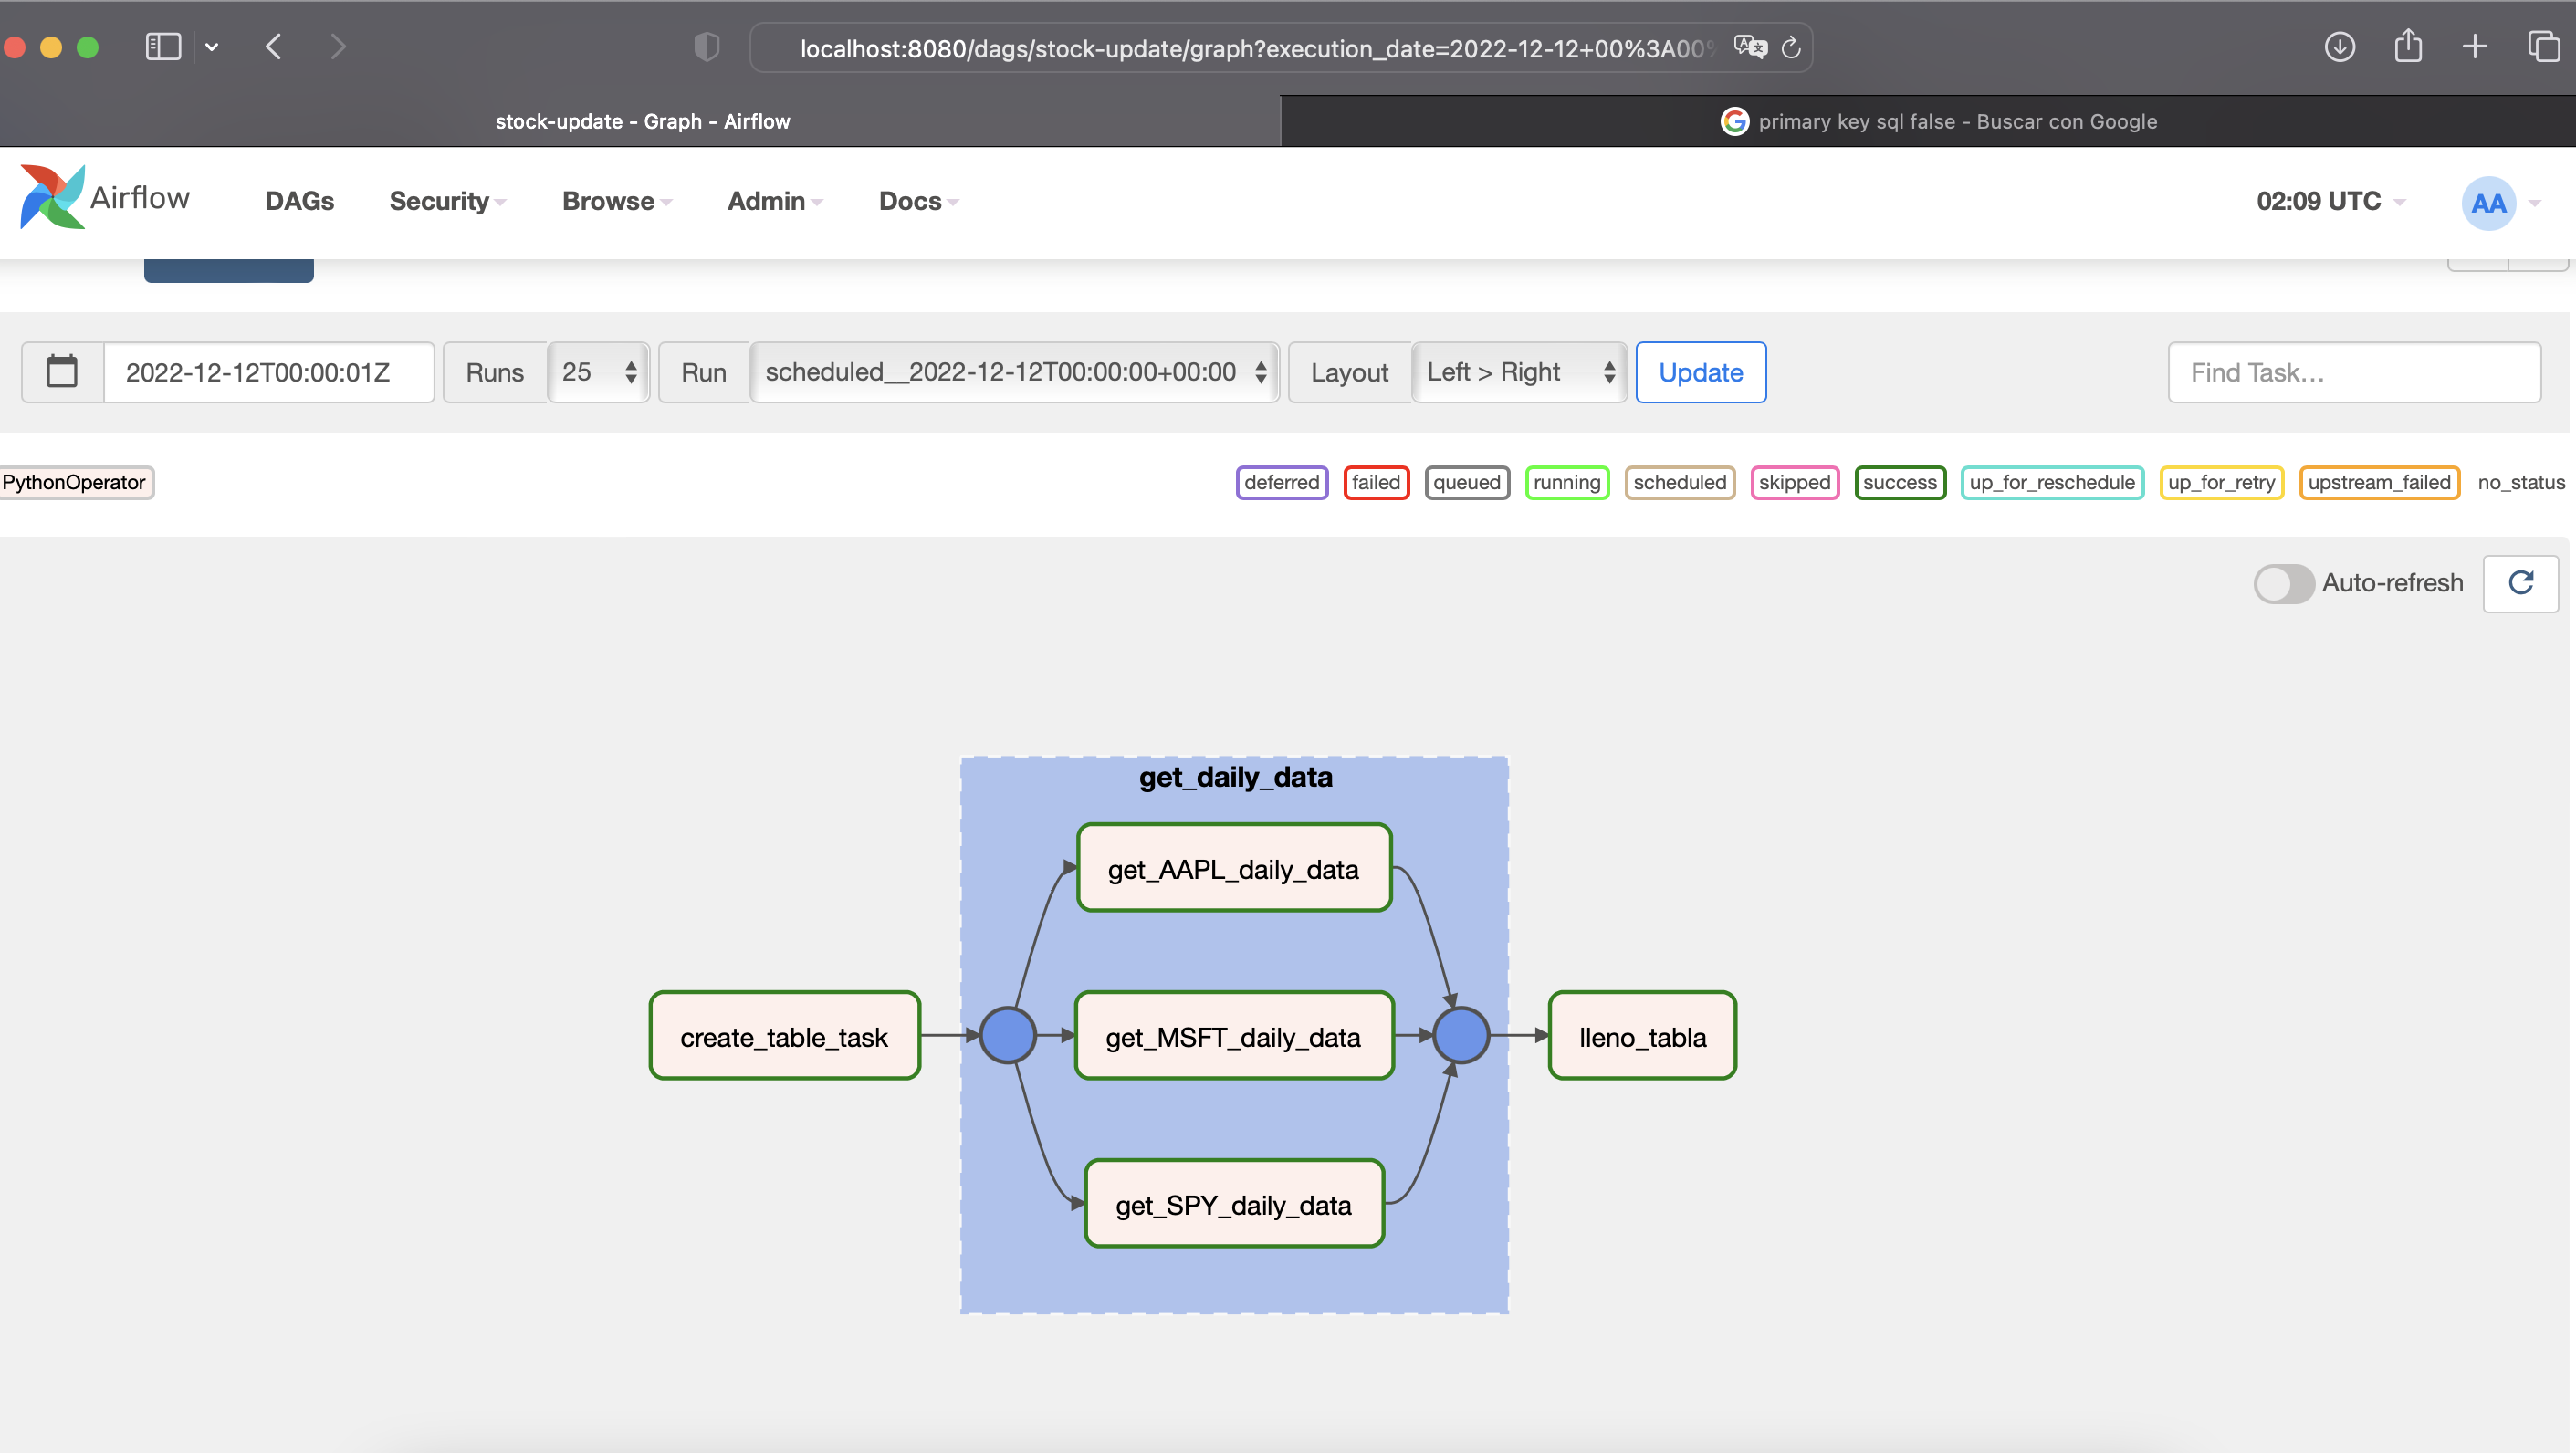 localhost:8080/dags/stock-update/graph?execution_date=2022-12-12+00%3A00%
stock-update - Graph - Airflow
primary key sql false - Buscar con Google
Airflow DAGs Security Browse Admin Docs 02:09 UTC AA
2022-12-12T00:00:01Z Runs 25 Run scheduled__2022-12-12T00:00:00+00:00 Layout Left > Right Update Find Task...
PythonOperator deferred failed queued running scheduled skipped success up_for_reschedule up_for_retry upstream_failed no_status
Auto-refresh
get_daily_data
get_AAPL_daily_data
create_table_task get_MSFT_daily_data lleno_tabla
get_SPY_daily_data